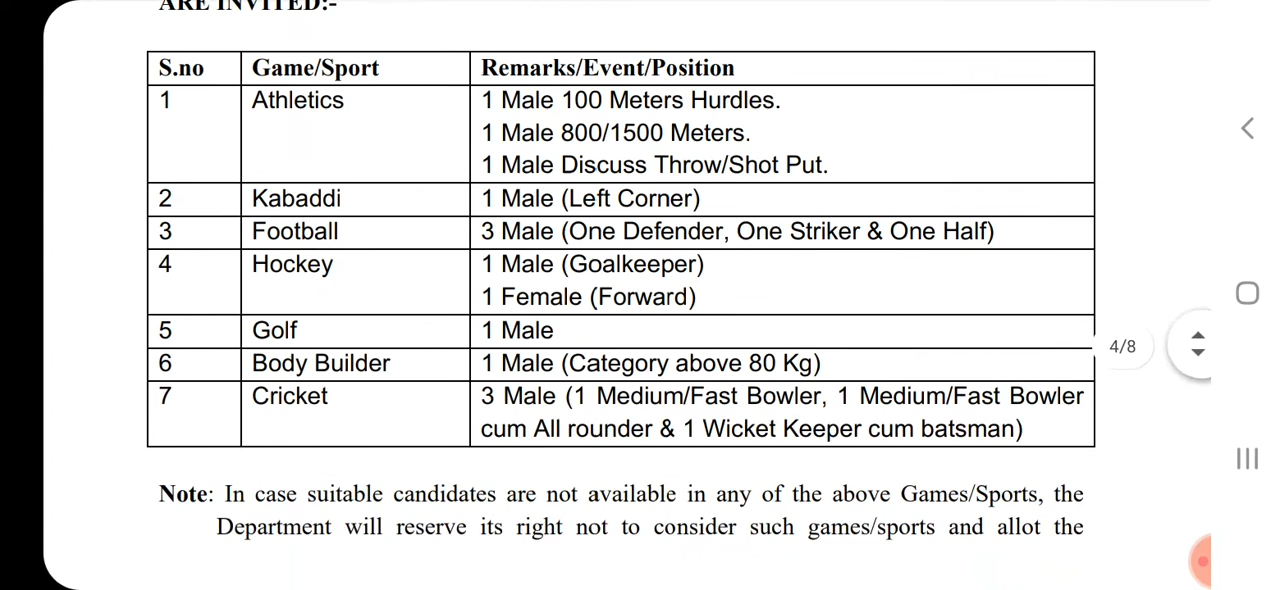 ARE INVITED:-
S.no Game/Sport Remarks/Event/Position
1 Athletics 1 Male 100 Meters Hurdles.
1 Male 800/1500 Meters.
1 Male Discuss Throw/Shot Put.
2 Kabaddi 1 Male (Left Corner)
3 Football 3 Male (One Defender, One Striker & One Half)
4 Hockey 1 Male (Goalkeeper)
1 Female (Forward)
5 Golf 1 Male
6 Body Builder 1 Male (Category above 80 Kg)
7 Cricket 3 Male (1 Medium/Fast Bowler, 1 Medium/Fast Bowler
cum All rounder & 1 Wicket Keeper cum batsman)
4/8
Note: In case suitable candidates are not available in any of the above Games/Sports, the
Department will reserve its right not to consider such games/sports and allot the